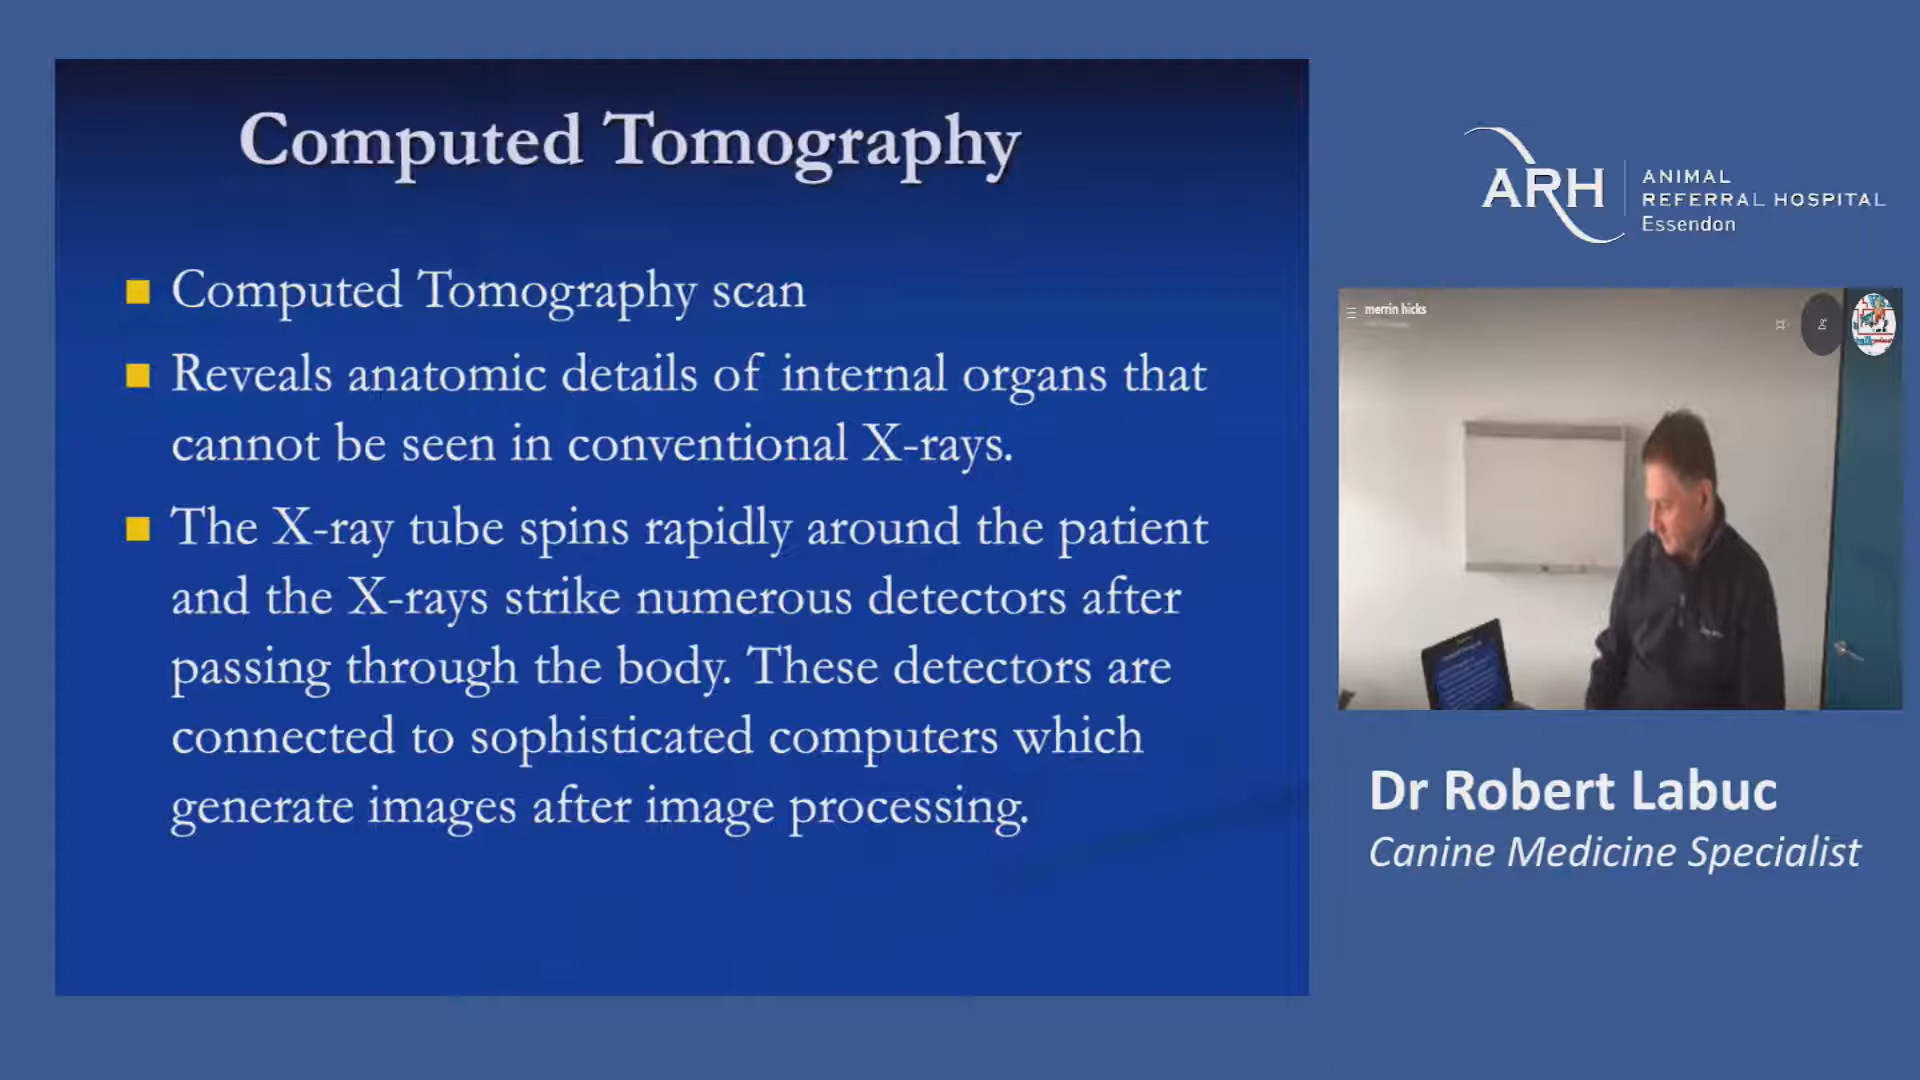 Computed Tomography
Computed Tomography scan
Reveals anatomic details of internal organs that
cannot be seen in conventional X-rays.
The X-ray tube spins rapidly around the patient
and the X-rays strike numerous detectors after
passing through the body. These detectors are
connected to sophisticated computers which
generate images after image processing.
ARH
ANIMAL
REFERRAL HOSPITAL
Essendon
merrin hicks
Dr Robert Labuc
Canine Medicine Specialist